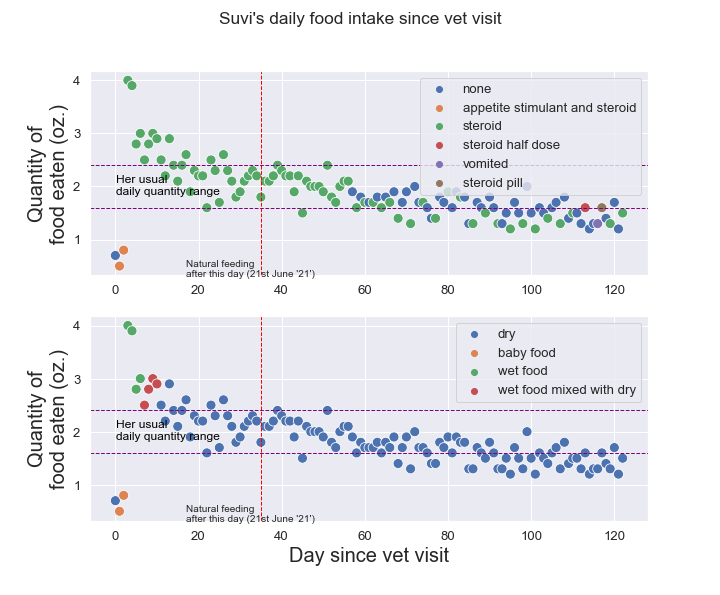 Suvi's daily food intake since vet visit
none
appetite stimulant and steroid
steroid
steroid half dose
vomited
steroid pill
Her usual
daily quantity range
Natural feeding
after this day (21st June '21')
Quantity of
food eaten (oz.)
4
3
2
1
0
20
40
60
80
100
120
dry
baby food
wet food
wet food mixed with dry
Her usual
daily quantity range
Natural feeding
after this day (21st June '21')
Quantity of
food eaten (oz.)
4
3
2
1
0
20
40
60
80
100
120
Day since vet visit